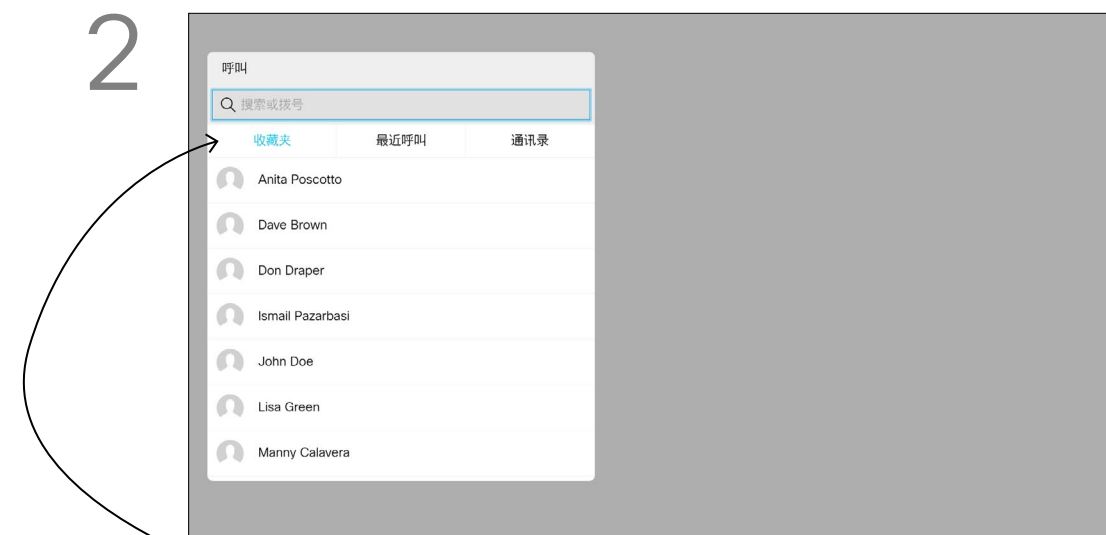 2
呼叫
搜索或拨号
收藏夹 最近呼叫 通讯录
Anita Poscotto
Dave Brown
Don Draper
Ismail Pazarbasi
John Doe
Lisa Green
Manny Calavera